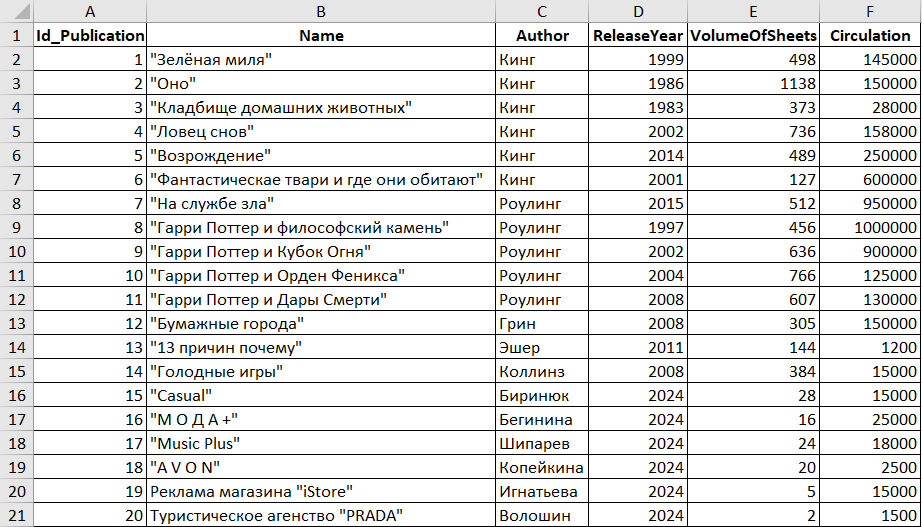 A B C D E F
1 Id_Publication Name Author ReleaseYear VolumeOfSheets Circulation
2 1 "Зелёная миля" Кинг 1999 498 145000
3 2 "Оно" Кинг 1986 1138 150000
4 3 "Кладбище домашних животных" Кинг 1983 373 28000
5 4 "Ловец снов" Кинг 2002 736 158000
6 5 "Возрождение" Кинг 2014 489 250000
7 6 "Фантастическае твари и где они обитают" Кинг 2001 127 600000
8 7 "На службе зла" Роулинг 2015 512 950000
9 8 "Гарри Поттер и философский камень" Роулинг 1997 456 1000000
10 9 "Гарри Поттер и Кубок Огня" Роулинг 2002 636 900000
11 10 "Гарри Поттер и Орден Феникса" Роулинг 2004 766 125000
12 11 "Гарри Поттер и Дары Смерти" Роулинг 2008 607 130000
13 12 "Бумажные города" Грин 2008 305 150000
14 13 "13 причин почему" Эшер 2011 144 1200
15 14 "Голодные игры" Коллинз 2008 384 15000
16 15 "Casual" Биринюк 2024 28 15000
17 16 "М О Д А +" Бегинина 2024 16 25000
18 17 "Music Plus" Шипарев 2024 24 18000
19 18 "A V O N" Копейкина 2024 20 2500
20 19 Реклама магазина "iStore" Игнатьева 2024 5 15000
21 20 Туристическое агенство "PRADA" Волошин 2024 2 1500